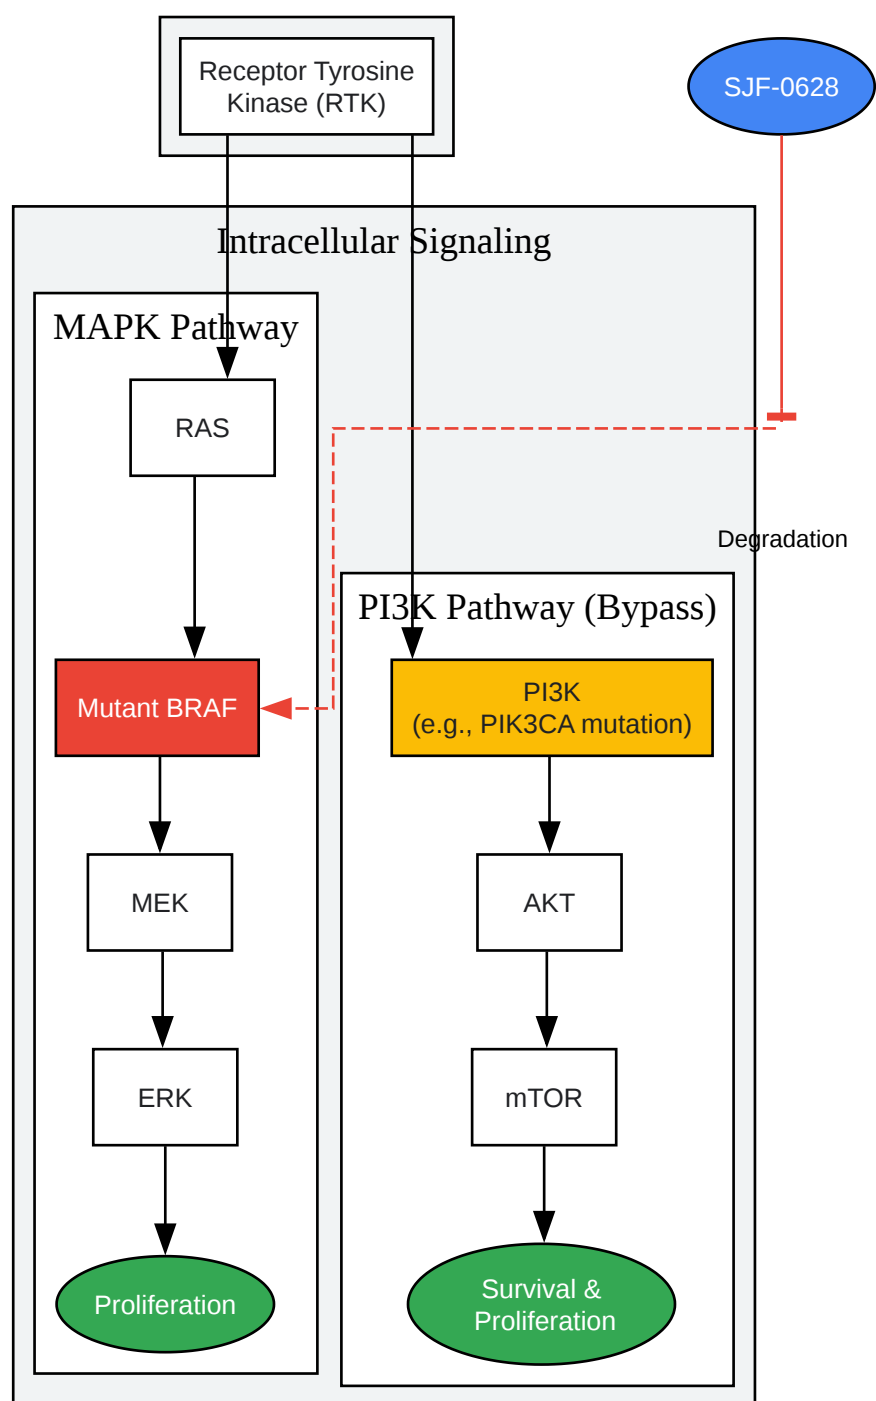 Receptor Tyrosine
Kinase (RTK)
SJF-0628
Intracellular Signaling
MAPK Pathway
RAS
Degradation
PI3K Pathway (Bypass)
Mutant BRAF
PI3K
(e.g., PIK3CA mutation)
MEK
AKT
ERK
mTOR
Proliferation
Survival &
Proliferation